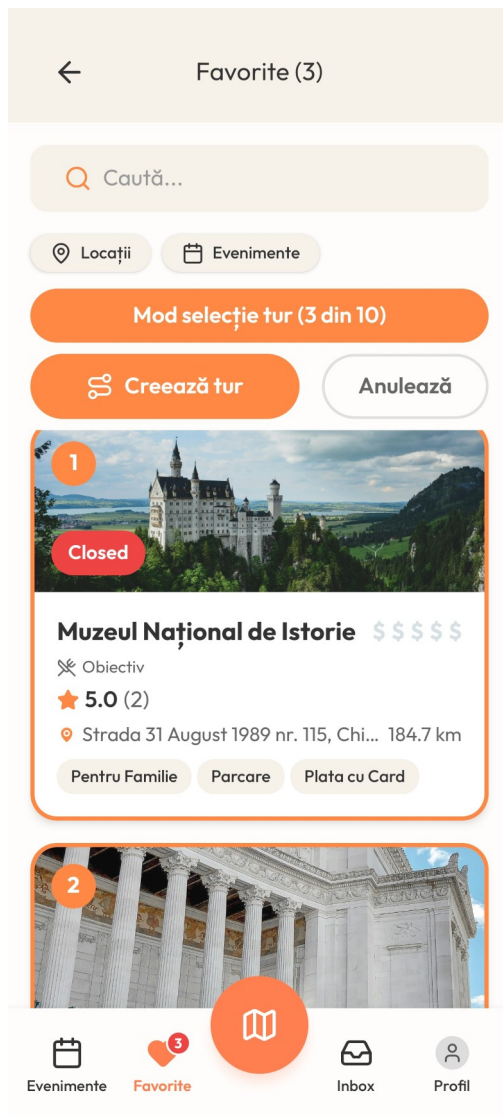 Favorite (3)
Caută...
Locații
Evenimente
Mod selecție tur (3 din 10)
Creează tur
Anulează
1
Closed
Muzeul Național de Istorie $ $ $ $ $
Obiectiv
5.0 (2)
Strada 31 August 1989 nr. 115, Chi... 184.7 km
Pentru Familie
Parcare
Plata cu Card
2
3
Evenimente
Favorite
Inbox
Profil